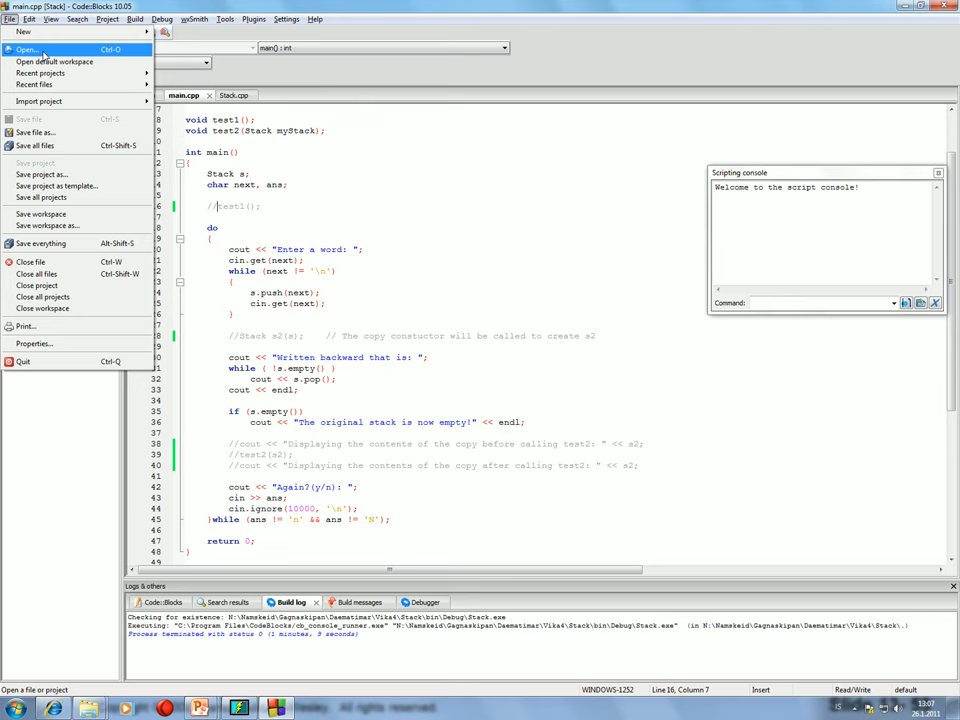 main.cpp [Stack] - Code::Blocks 10.05
File Edit View Search Project Build Debug wxSmith Tools Plugins Settings Help
New
Open... Ctrl-O
Open default workspace
Recent projects
Recent files
Import project
Save file Ctrl-S
Save file as...
Save all files Ctrl-Shift-S
Save project
Save project as...
Save project as template...
Save all projects
Save workspace
Save workspace as...
Save everything Alt-Shift-S
Close file Ctrl-W
Close all files Ctrl-Shift-W
Close project
Close all projects
Close workspace
Print...
Properties...
Quit Ctrl-Q
main() : int
main.cpp Stack.cpp
7
8 void test1();
9 void test2(Stack myStack);
10
11 int main()
12 {
13 Stack s;
14 char next, ans;
15
16 //test1();
17
18 do
19 {
20 cout << "Enter a word: ";
21 cin.get(next);
22 while (next != '\n')
23 {
24 s.push(next);
25 cin.get(next);
26 }
27
28 //Stack s2(s); // The copy constuctor will be called to create s2
29
30 cout << "Written backward that is: ";
31 while ( !s.empty() )
32 cout << s.pop();
33 cout << endl;
34
35 if (s.empty())
36 cout << "The original stack is now empty!" << endl;
37
38 //cout << "Displaying the contents of the copy before calling test2: " << s2;
39 //test2(s2);
40 //cout << "Displaying the contents of the copy after calling test2: " << s2;
41
42 cout << "Again?(y/n): ";
43 cin >> ans;
44 cin.ignore(10000, '\n');
45 }while (ans != 'n' && ans != 'N');
46
47 return 0;
48 }
49
Scripting console
Welcome to the script console!
Command:
Logs & others
Code::Blocks Search results Build log Build messages Debugger
Checking for existence: N:\Namskeid\Gagnaskipan\Daematimar\Vika4\Stack\bin\Debug\Stack.exe
Executing: "C:\Program Files\CodeBlocks/cb_console_runner.exe" "N:\Namskeid\Gagnaskipan\Daematimar\Vika4\Stack\bin\Debug\Stack.exe" (in N:\Namskeid\Gagnaskipan\Daematimar\Vika4\Stack\.)
Process terminated with status 0 (1 minutes, 9 seconds)
Open a file or project WINDOWS-1252 Line 16, Column 7 Insert Read/Write default
IS 13:07
26.1.2011